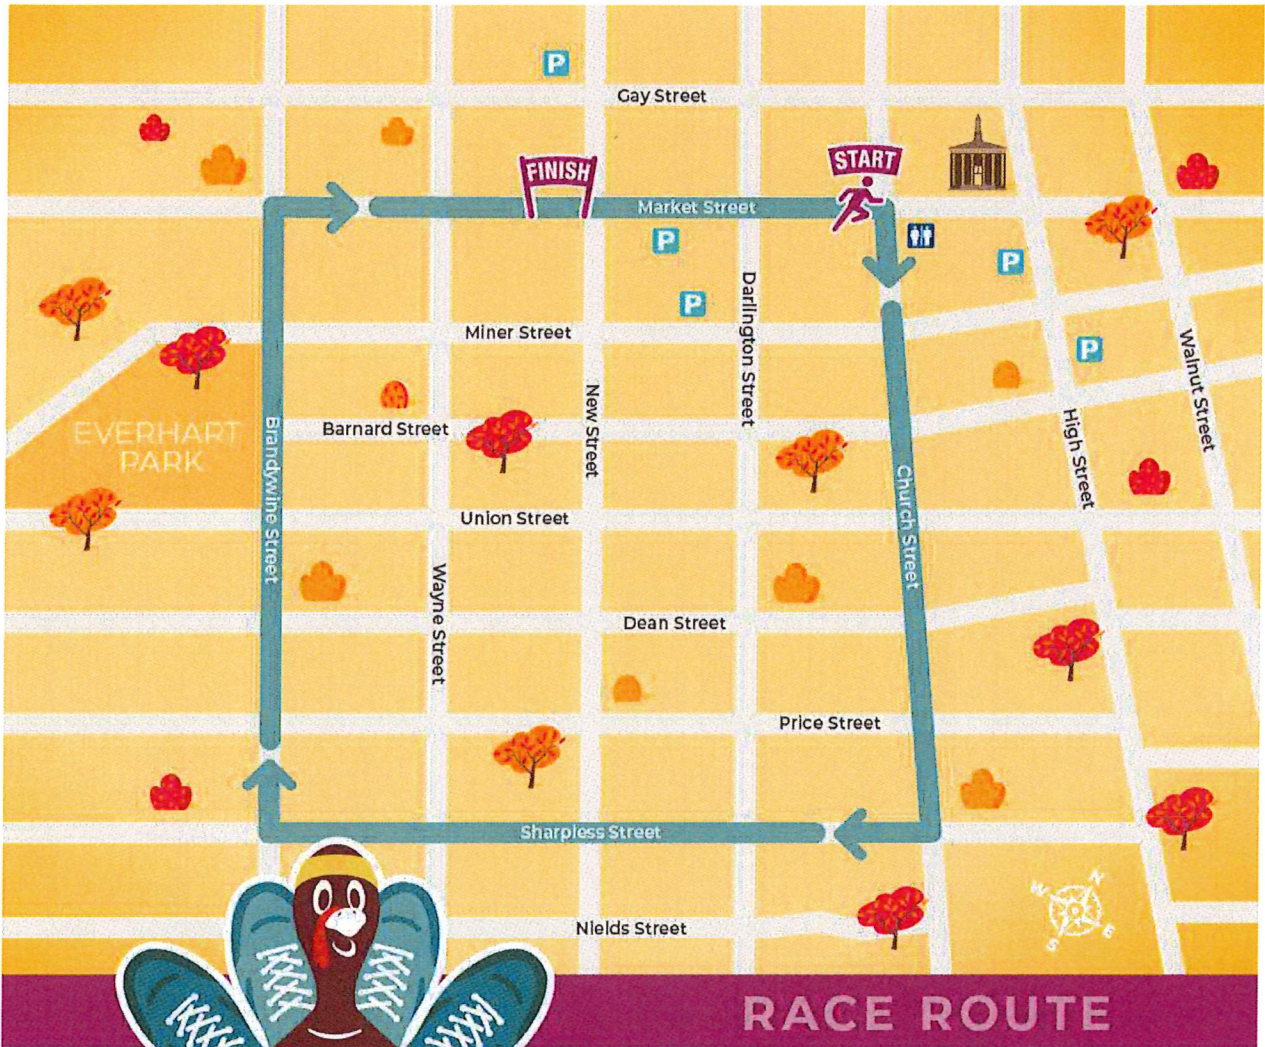 P
Gay Street
START
FINISH
Market Street
P
P
P
Miner Street
Darlington Street
P
Walnut Street
New Street
High Street
EVERHART
PARK
Barnard Street
Brandywine Street
Church Street
Union Street
Wayne Street
Dean Street
Price Street
Sharpless Street
N
W
E
S
Nields Street
RACE ROUTE